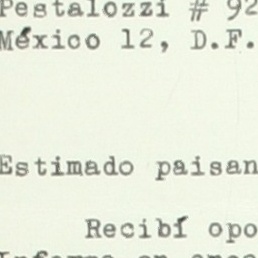 Pestalozzi # 92
México 12, D.F.
Estimado paisan
Recibí opo